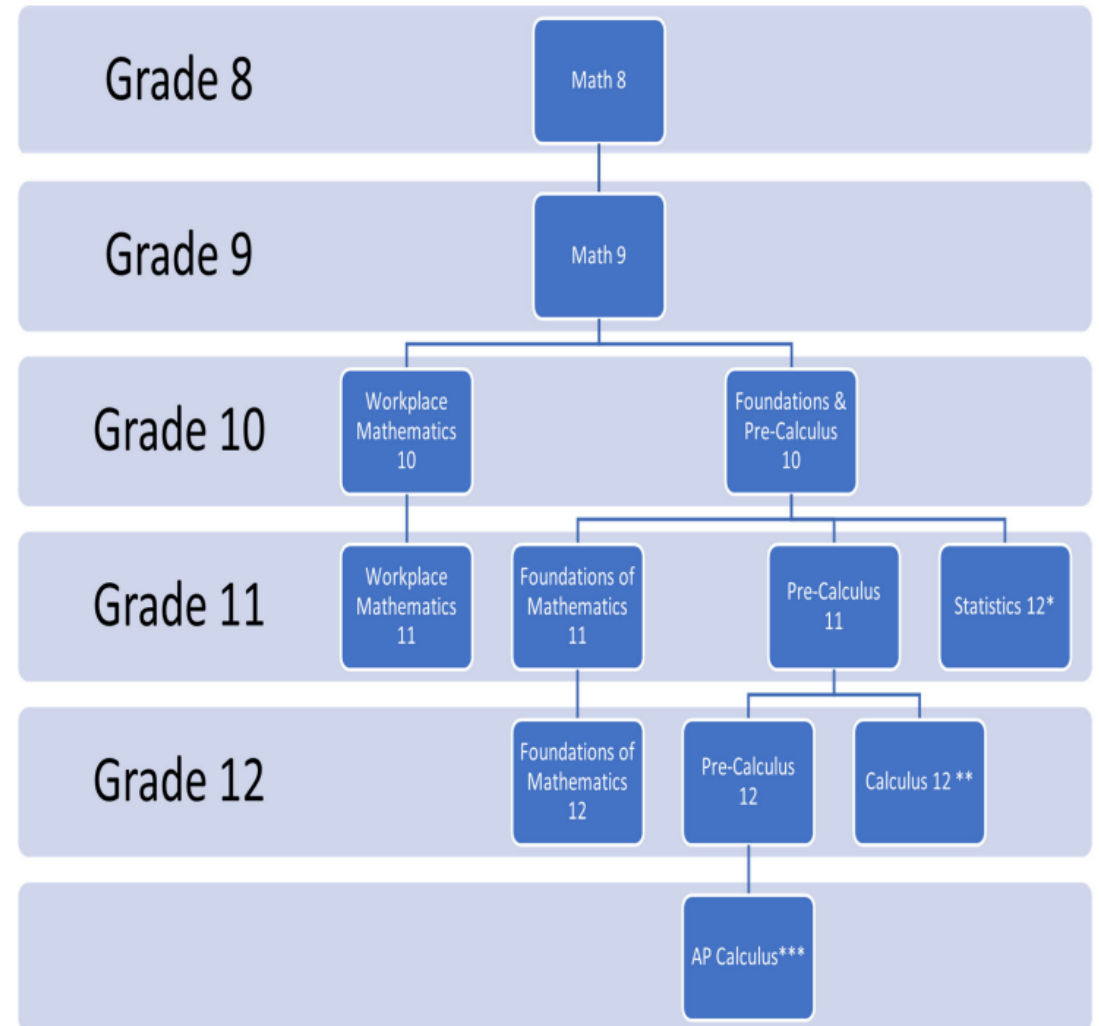 Grade 8
Math 8
Grade 9
Math 9
Grade 10
Workplace
Mathematics
10
Foundations &
Pre-Calculus
10
Grade 11
Workplace
Mathematics
11
Foundations of
Mathematics
11
Pre-Calculus
11
Statistics 12*
Grade 12
Foundations of
Mathematics
12
Pre-Calculus
12
Calculus 12 **
AP Calculus***